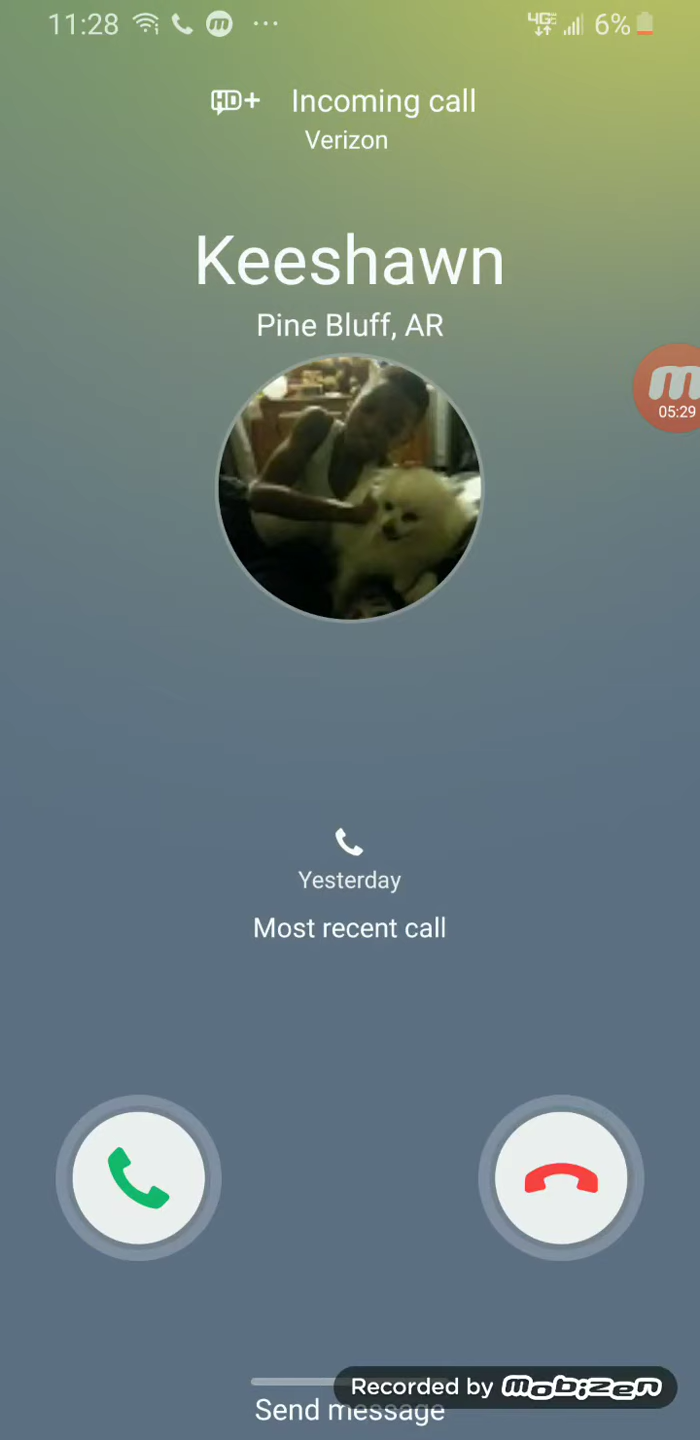 11:28 4GE 6%
HD+ Incoming call
Verizon
Keeshawn
Pine Bluff, AR
m
05:29
Yesterday
Most recent call
Recorded by mobizen
Send message